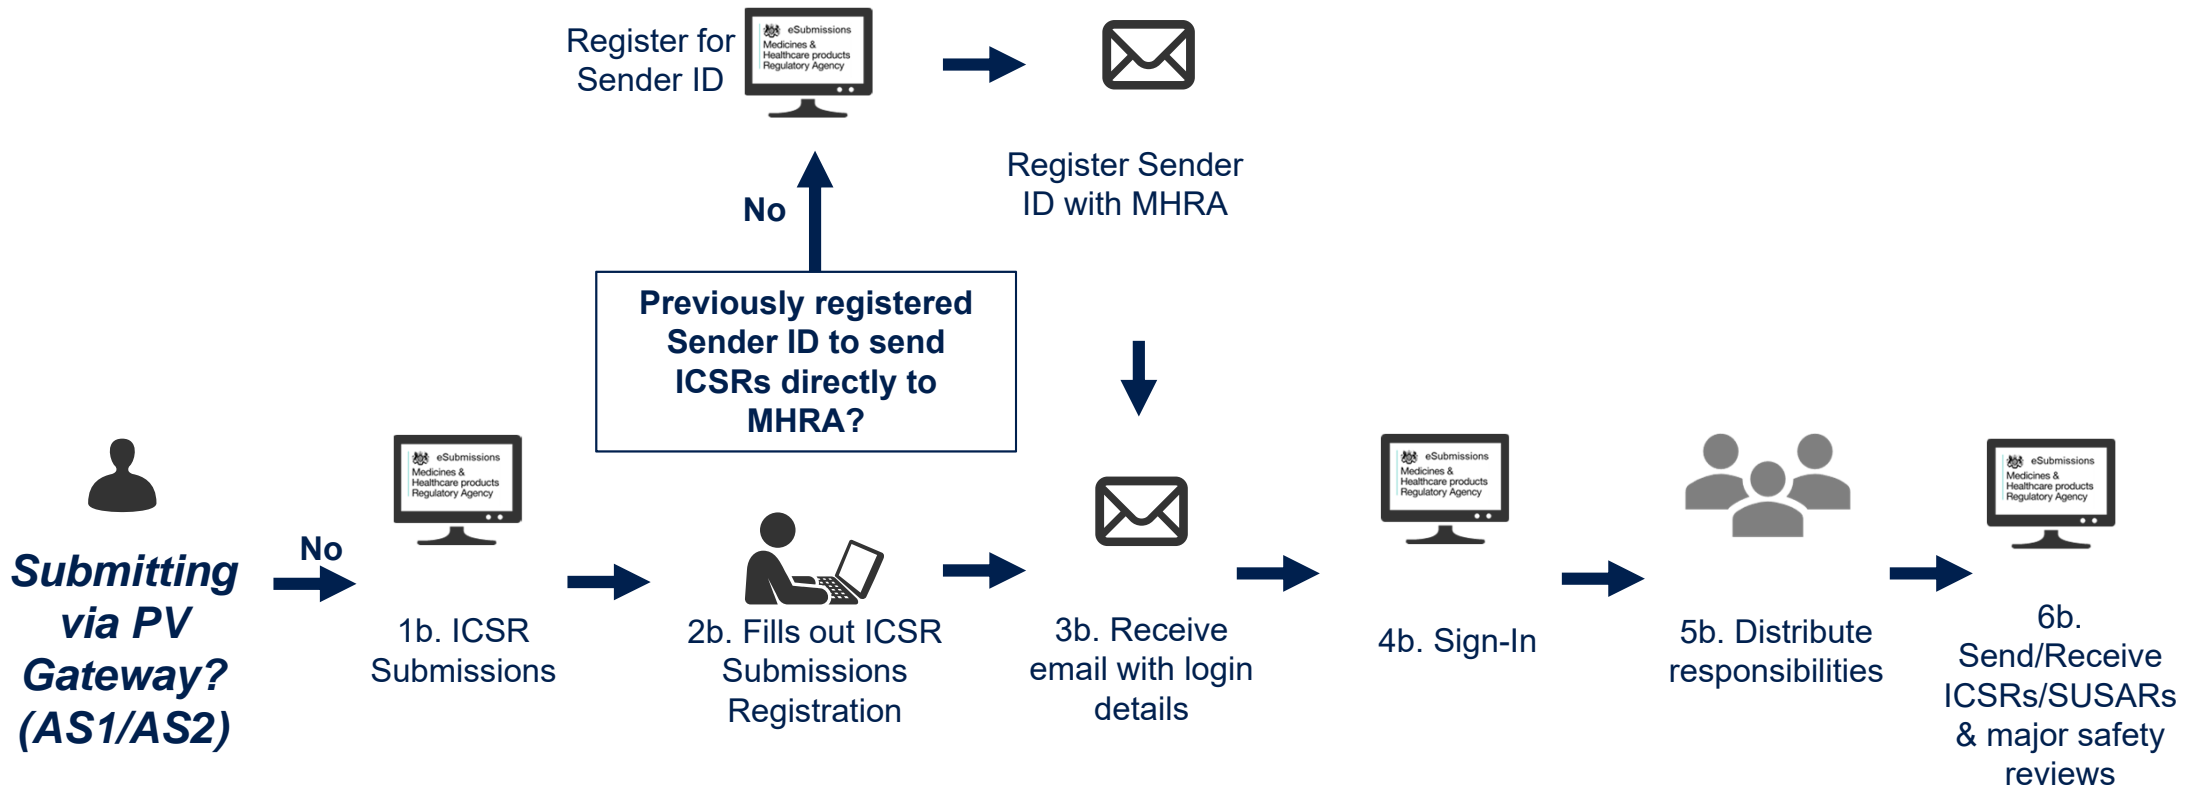 Register for
Sender ID
eSubmissions
Medicines &
Healthcare products
Regulatory Agency
Register Sender
ID with MHRA
No
Previously registered
Sender ID to send
ICSRs directly to
MHRA?
Submitting
via PV
Gateway?
(AS1/AS2)
No
eSubmissions
Medicines &
Healthcare products
Regulatory Agency
1b. ICSR
Submissions
2b. Fills out ICSR
Submissions
Registration
3b. Receive
email with login
details
eSubmissions
Medicines &
Healthcare products
Regulatory Agency
4b. Sign-In
5b. Distribute
responsibilities
eSubmissions
Medicines &
Healthcare products
Regulatory Agency
6b.
Send/Receive
ICSRs/SUSARs
& major safety
reviews